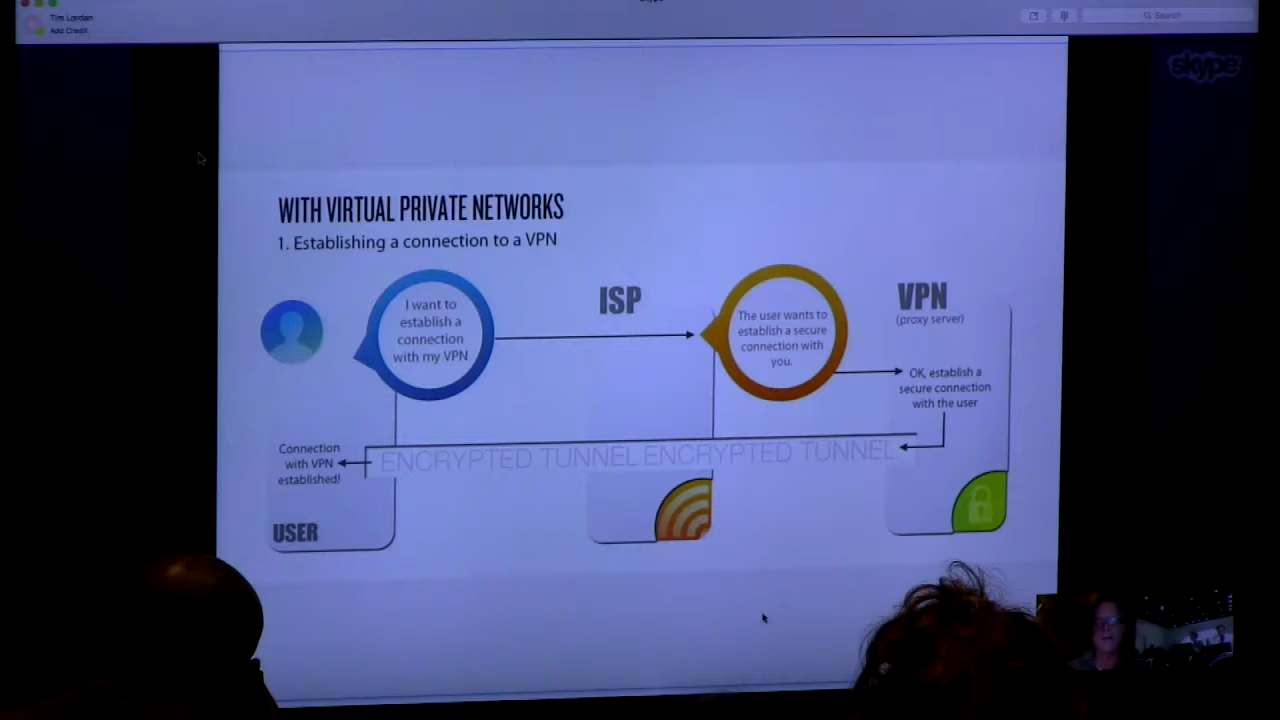 Tim Lordan
Add Credit
Search
skype
WITH VIRTUAL PRIVATE NETWORKS
1. Establishing a connection to a VPN
I want to
establish a
connection
with my VPN
ISP
The user wants to
establish a secure
connection with
you.
VPN
(proxy server)
OK, establish a
secure connection
with the user
Connection
with VPN
established!
ENCRYPTED TUNNEL ENCRYPTED TUNNEL
USER